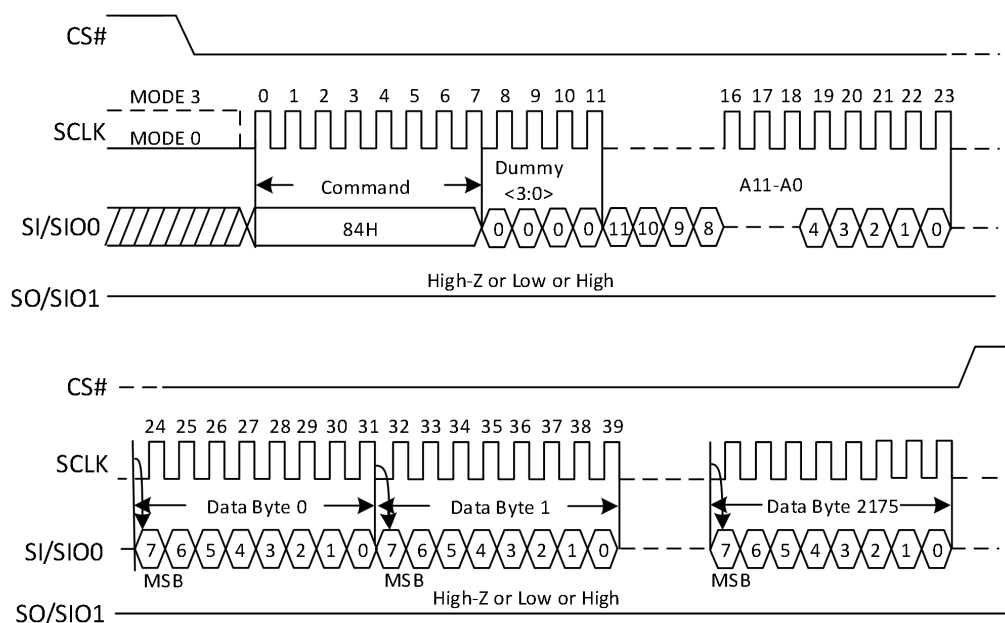 CS#
MODE 3
0 1 2 3 4 5 6 7 8 9 10 11 16 17 18 19 20 21 22 23
SCLK
MODE 0
Dummy
Command
<3:0>
A11-A0
SI/SIO0
84H
0 0 0 0 11 10 9 8 4 3 2 1 0
High-Z or Low or High
SO/SIO1
CS#
24 25 26 27 28 29 30 31 32 33 34 35 36 37 38 39
SCLK
Data Byte 0
Data Byte 1
Data Byte 2175
SI/SIO0
7 6 5 4 3 2 1 0 7 6 5 4 3 2 1 0 7 6 5 4 3 2 1 0
MSB
MSB
MSB
High-Z or Low or High
SO/SIO1